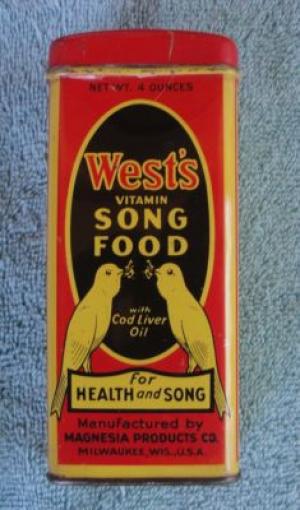 NET WT. 4 OUNCES
West's
VITAMIN
SONG
FOOD
with
Cod Liver
Oil
for
HEALTH and SONG
Manufactured by
MAGNESIA PRODUCTS CO.
MILWAUKEE, WIS., U.S.A.